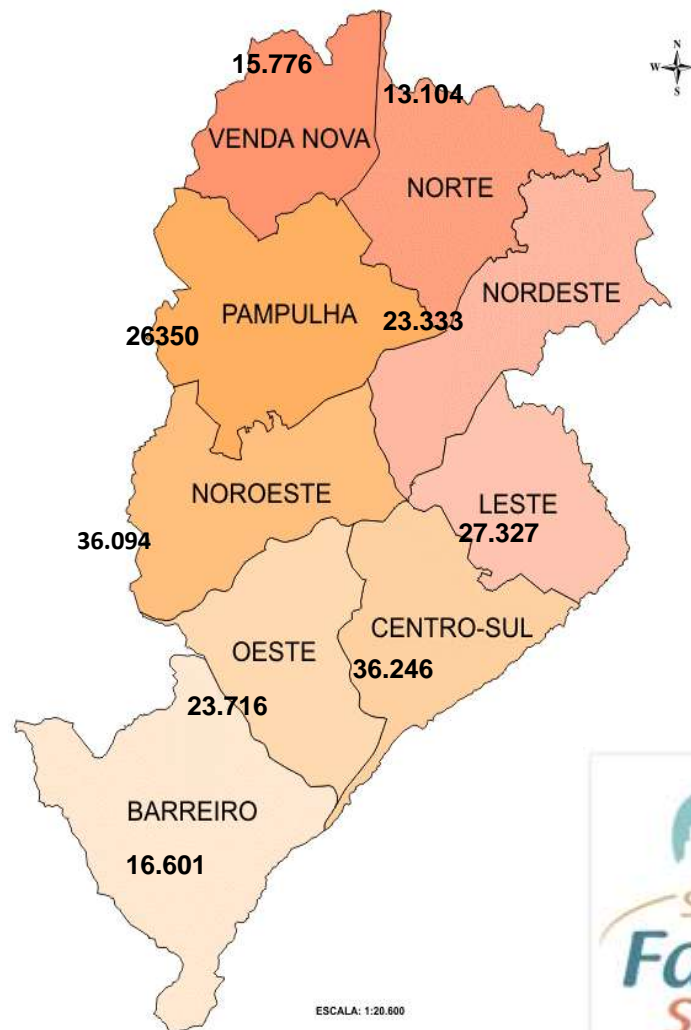 15.776
N
W
S
13.104
VENDA NOVA
NORTE
NORDESTE
PAMPULHA
23.333
26350
NOROESTE
LESTE
27.327
36.094
CENTRO-SUL
OESTE
36.246
23.716
BARREIRO
16.601
ESCALA: 1:20.600